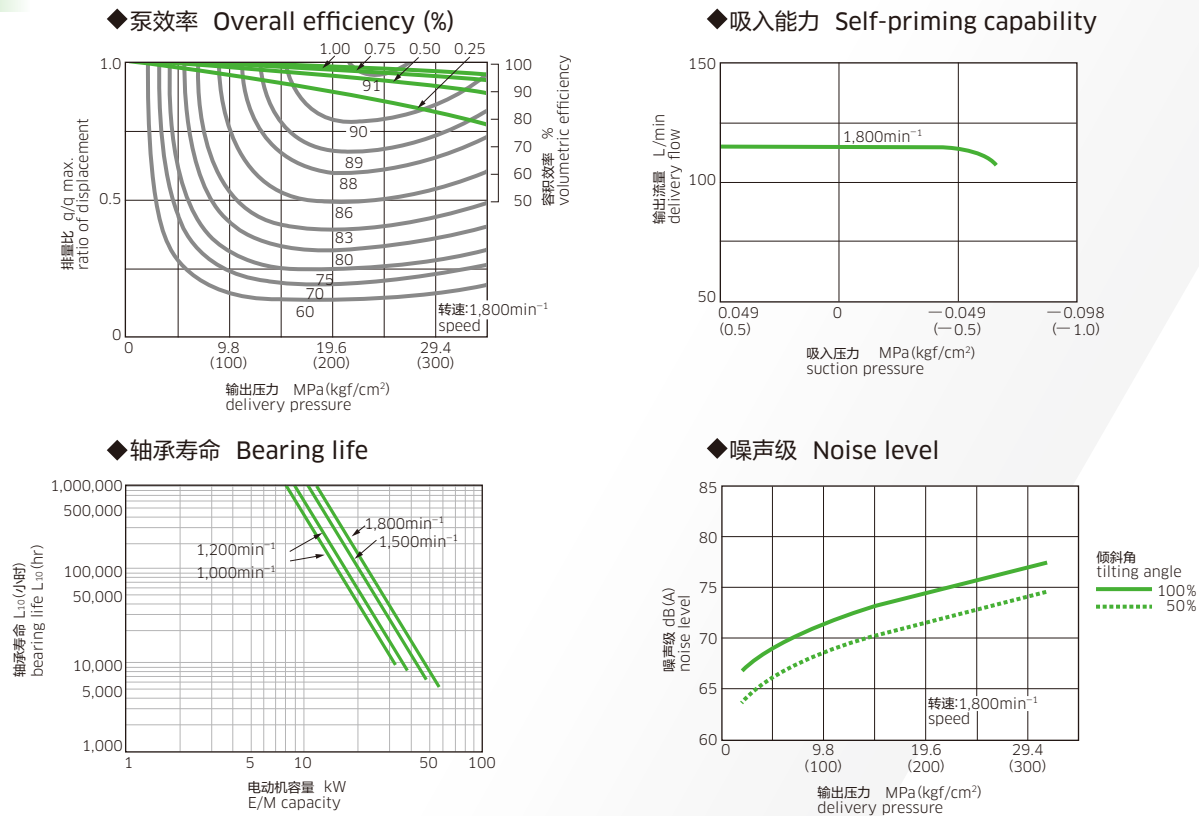 ◆泵效率 Overall efficiency (%)
1.00 0.75 0.50 0.25
1.0
0.5
0
排量比 q/q max.
ratio of displacement
91
90
89
88
86
83
80
75
70
60
100
90
80
70
60
50
容积效率 %
volumetric efficiency
转速:1,800min⁻¹
speed
0 9.8 19.6 29.4
(100) (200) (300)
输出压力 MPa(kgf/cm²)
delivery pressure
◆吸入能力 Self-priming capability
150
100
50
输出流量 L/min
delivery flow
1,800min⁻¹
0.049 0 －0.049 －0.098
(0.5) (－0.5) (－1.0)
吸入压力 MPa(kgf/cm²)
suction pressure
◆轴承寿命 Bearing life
1,000,000
500,000
100,000
50,000
10,000
5,000
1,000
轴承寿命 L₁₀(小时)
bearing life L₁₀(hr)
1,800min⁻¹
1,500min⁻¹
1,200min⁻¹
1,000min⁻¹
1 5 10 50 100
电动机容量 kW
E/M capacity
◆噪声级 Noise level
85
80
75
70
65
60
噪声级 dB(A)
noise level
转速:1,800min⁻¹
speed
0 9.8 19.6 29.4
(100) (200) (300)
输出压力 MPa(kgf/cm²)
delivery pressure
倾斜角
tilting angle
100%
50%